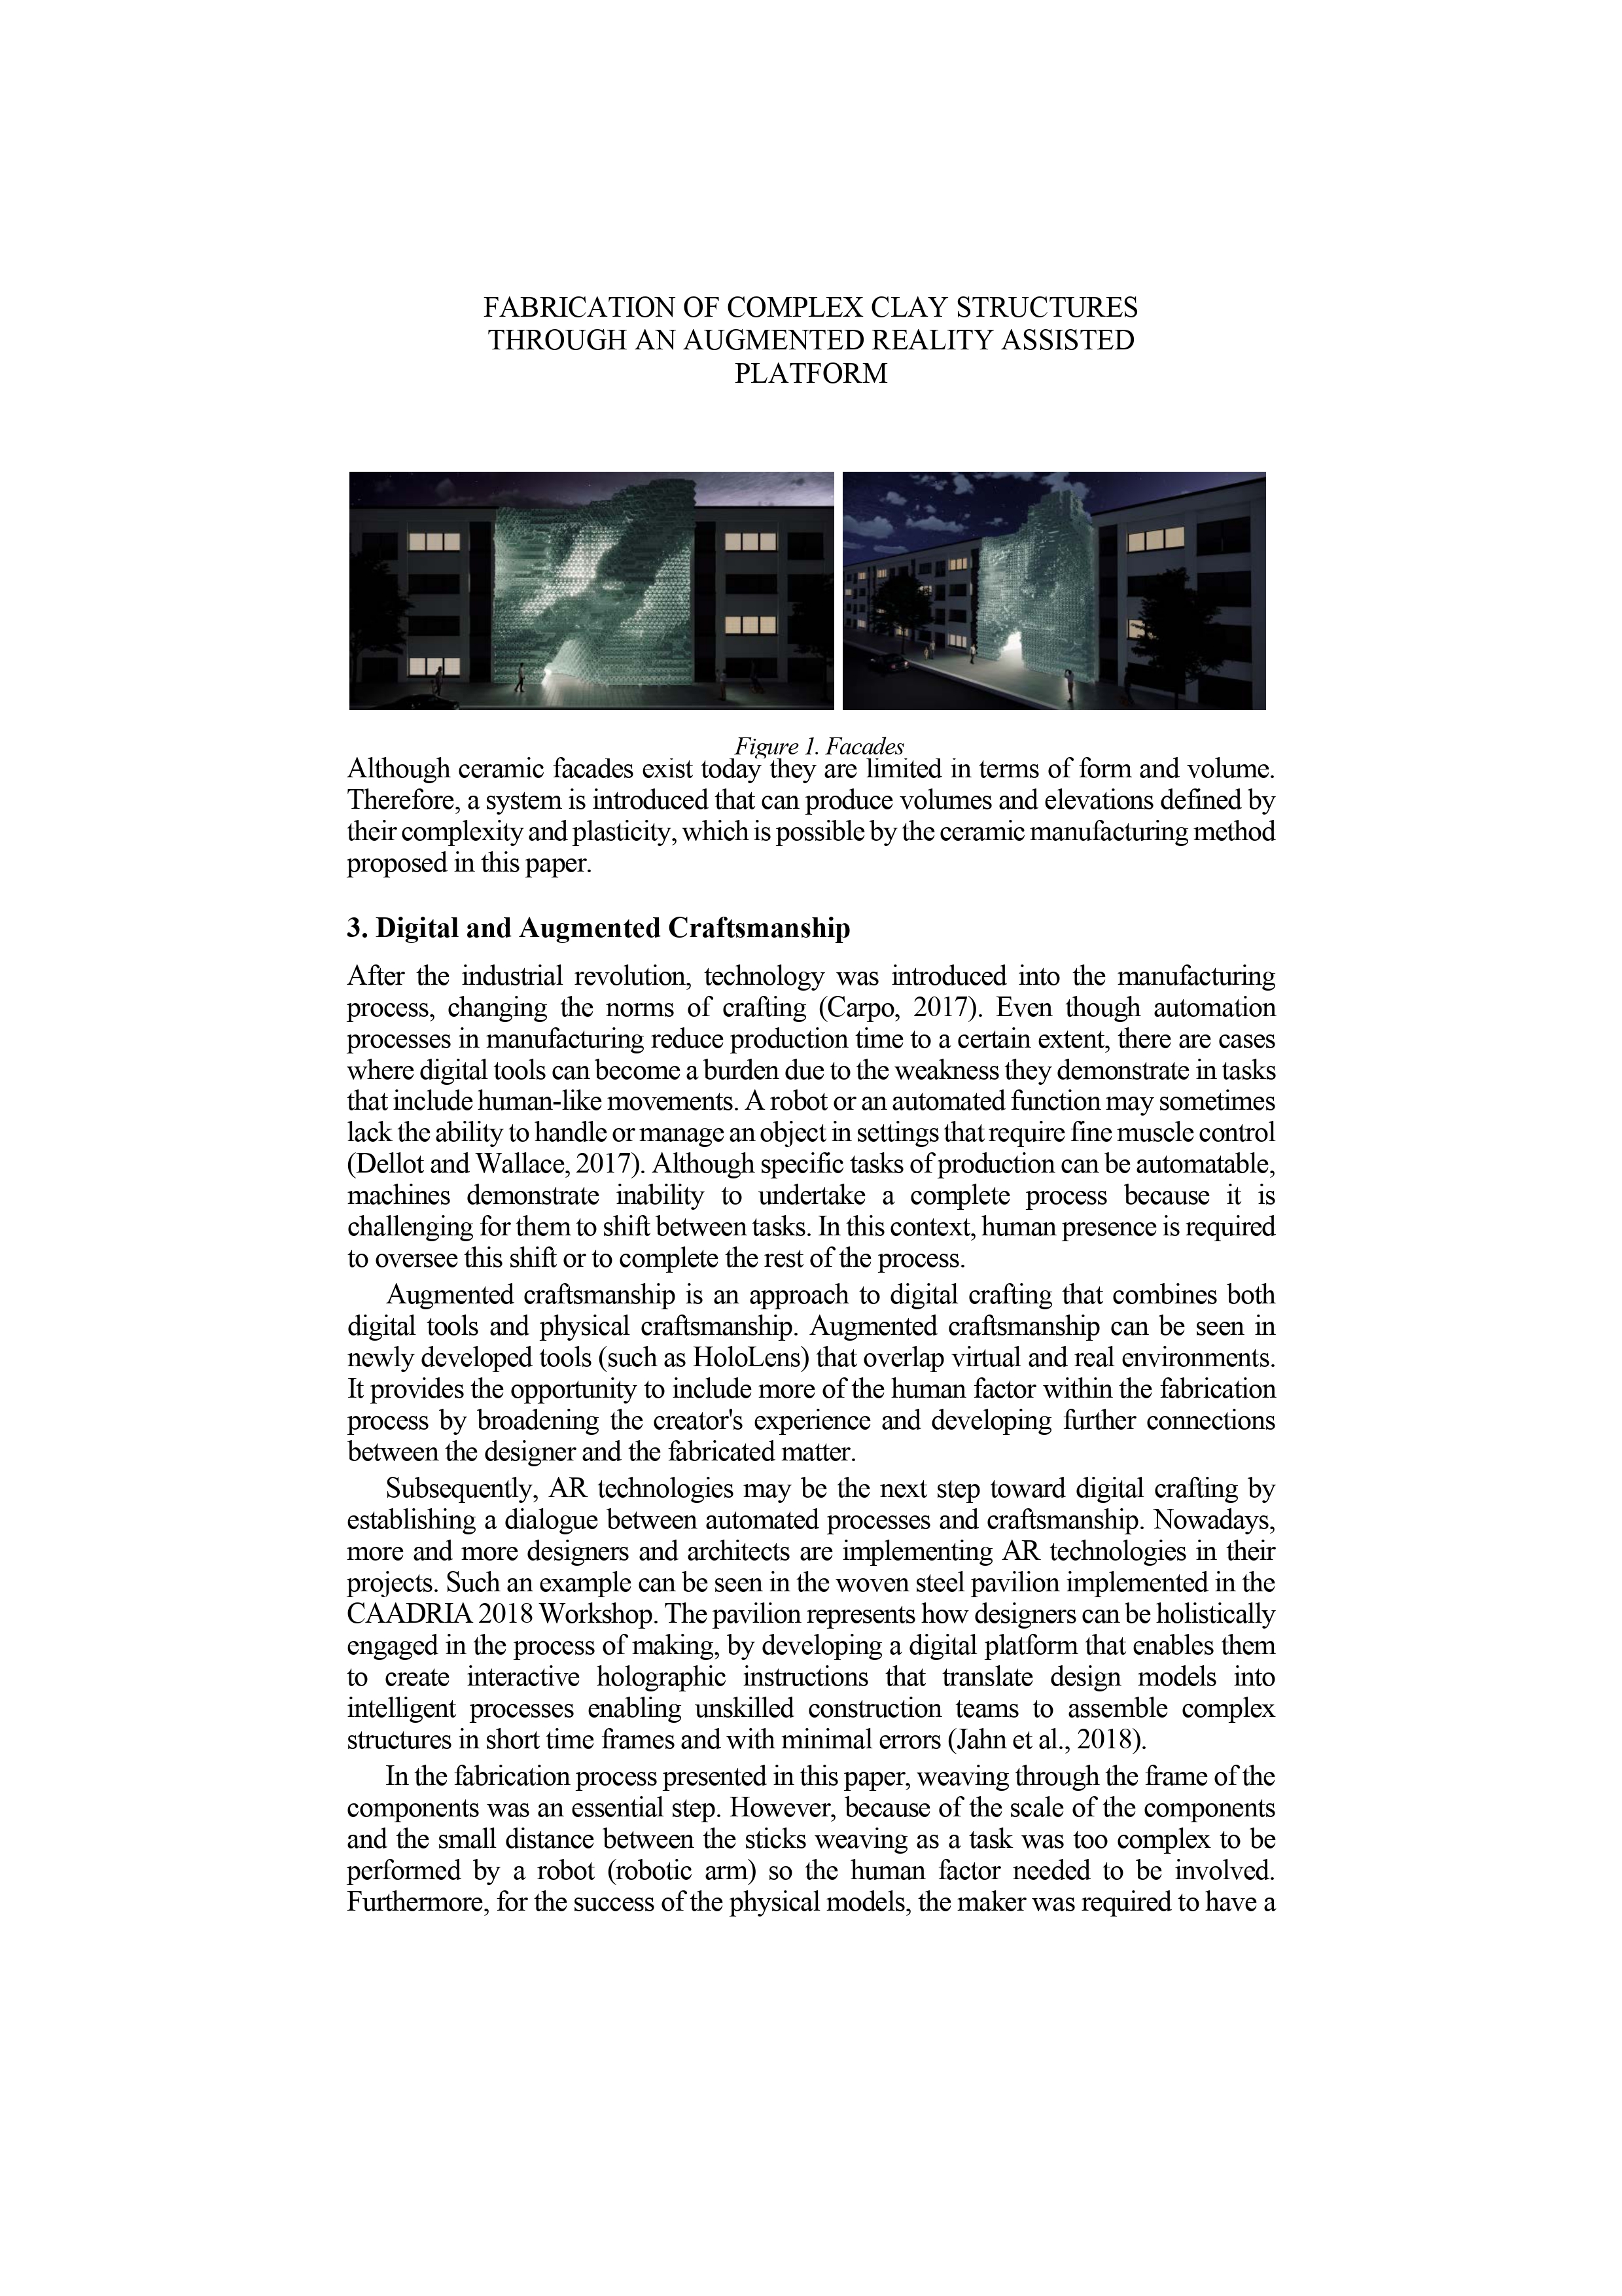 FABRICATION OF COMPLEX CLAY STRUCTURES
THROUGH AN AUGMENTED REALITY ASSISTED
PLATFORM
Figure 1. Facades
Although ceramic facades exist today they are limited in terms of form and volume.
Therefore, a system is introduced that can produce volumes and elevations defined by
their complexity and plasticity, which is possible by the ceramic manufacturing method
proposed in this paper.
3. Digital and Augmented Craftsmanship
After the industrial revolution, technology was introduced into the manufacturing
process, changing the norms of crafting (Carpo, 2017). Even though automation
processes in manufacturing reduce production time to a certain extent, there are cases
where digital tools can become a burden due to the weakness they demonstrate in tasks
that include human-like movements. A robot or an automated function may sometimes
lack the ability to handle or manage an object in settings that require fine muscle control
(Dellot and Wallace, 2017). Although specific tasks of production can be automatable,
machines demonstrate inability to undertake a complete process because it is
challenging for them to shift between tasks. In this context, human presence is required
to oversee this shift or to complete the rest of the process.
Augmented craftsmanship is an approach to digital crafting that combines both
digital tools and physical craftsmanship. Augmented craftsmanship can be seen in
newly developed tools (such as HoloLens) that overlap virtual and real environments.
It provides the opportunity to include more of the human factor within the fabrication
process by broadening the creator's experience and developing further connections
between the designer and the fabricated matter.
Subsequently, AR technologies may be the next step toward digital crafting by
establishing a dialogue between automated processes and craftsmanship. Nowadays,
more and more designers and architects are implementing AR technologies in their
projects. Such an example can be seen in the woven steel pavilion implemented in the
CAADRIA 2018 Workshop. The pavilion represents how designers can be holistically
engaged in the process of making, by developing a digital platform that enables them
to create interactive holographic instructions that translate design models into
intelligent processes enabling unskilled construction teams to assemble complex
structures in short time frames and with minimal errors (Jahn et al., 2018).
In the fabrication process presented in this paper, weaving through the frame of the
components was an essential step. However, because of the scale of the components
and the small distance between the sticks weaving as a task was too complex to be
performed by a robot (robotic arm) so the human factor needed to be involved.
Furthermore, for the success of the physical models, the maker was required to have a